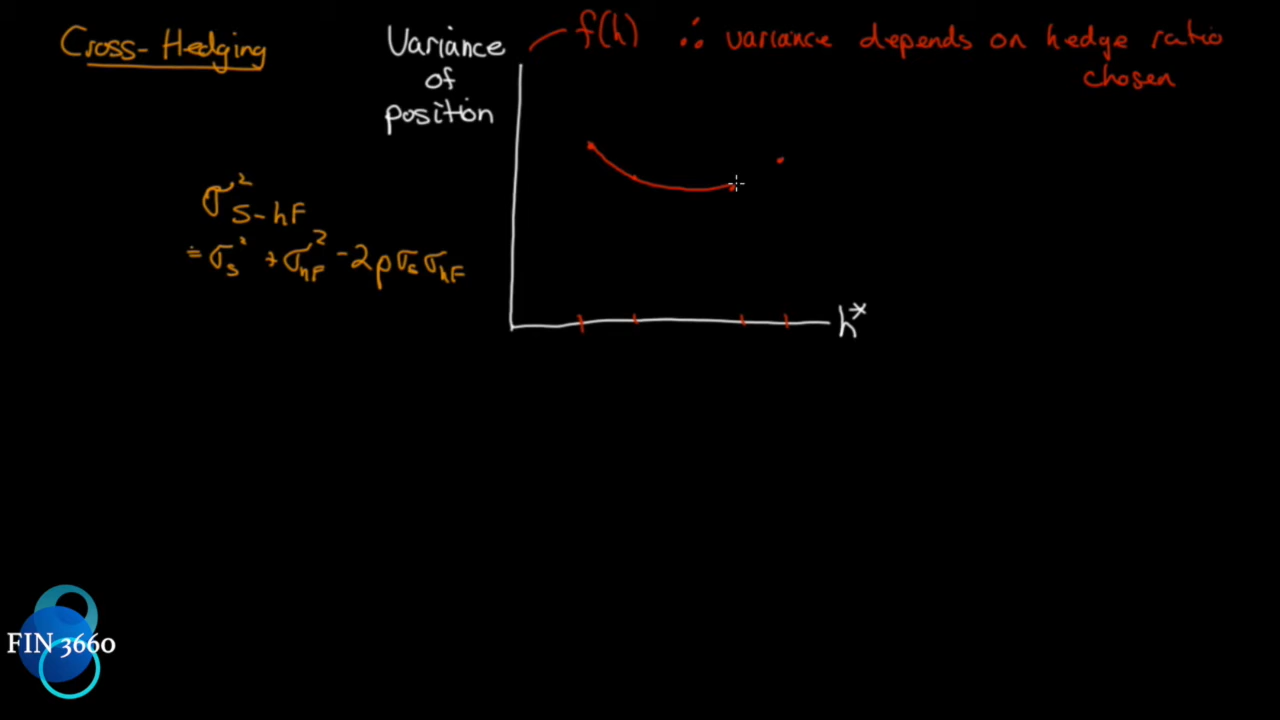 Cross-Hedging
Variance
of
position
f(h) ∴ variance depends on hedge ratio
chosen
σ²S-hF
= σs² + σhF² - 2ρσsσhF
h*
FIN 3660